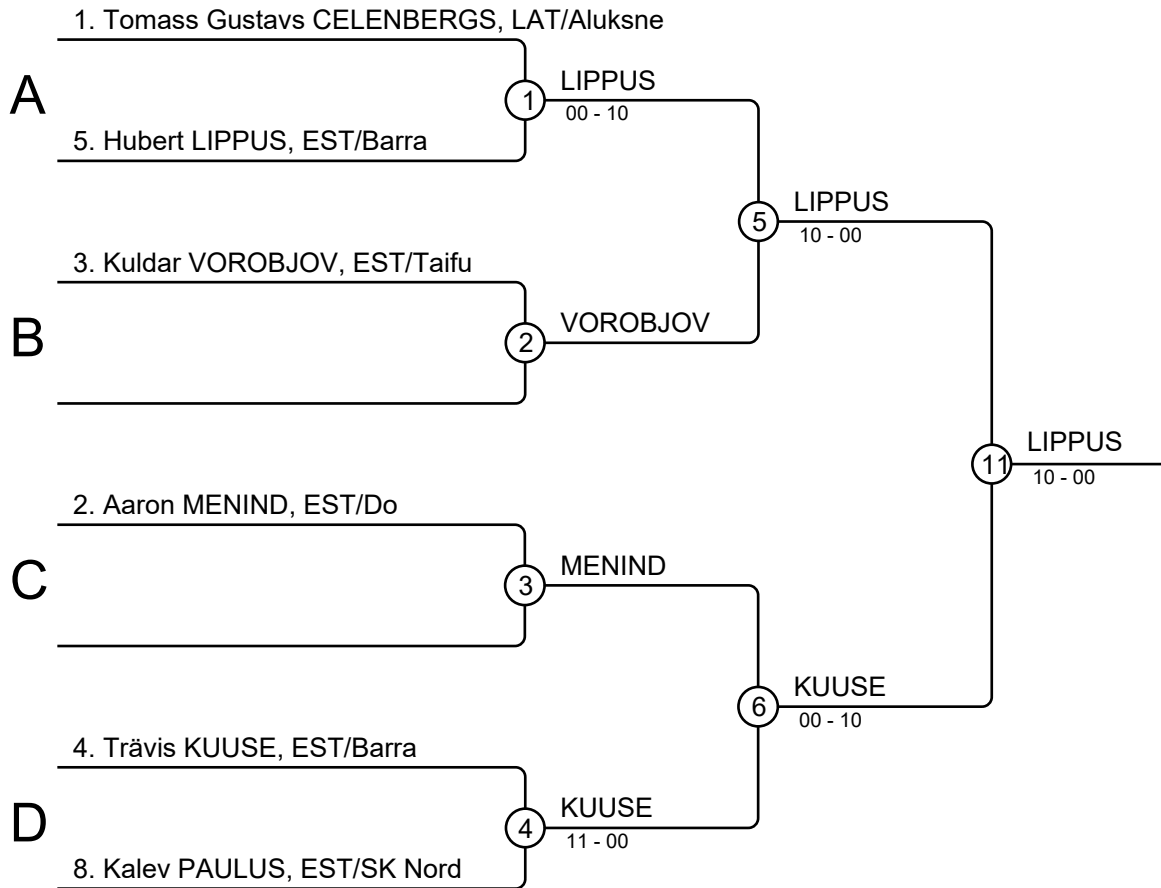 1. Tomass Gustavs CELENBERGS, LAT/Aluksne
A
1
LIPPUS
00 - 10
5. Hubert LIPPUS, EST/Barra
5
LIPPUS
10 - 00
3. Kuldar VOROBJOV, EST/Taifu
B
2
VOROBJOV
11
LIPPUS
10 - 00
2. Aaron MENIND, EST/Do
C
3
MENIND
6
KUUSE
00 - 10
4. Trävis KUUSE, EST/Barra
D
4
KUUSE
11 - 00
8. Kalev PAULUS, EST/SK Nord